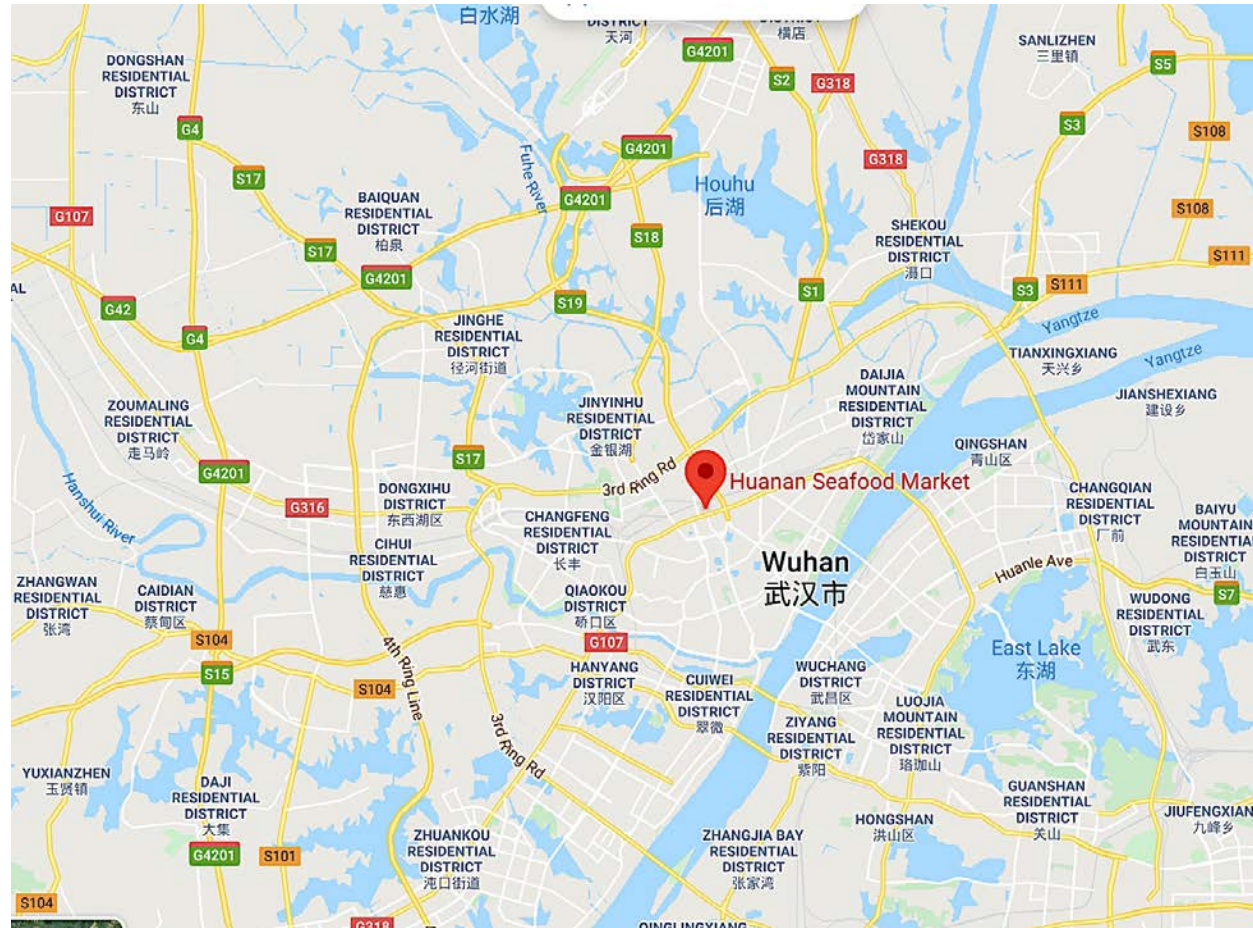 白水湖
DISTRICT
天河
DISTRICT
横店
SANLIZHEN
三里镇
G4201
S2
G318
S5
DONGSHAN
RESIDENTIAL
DISTRICT
东山
G4
S3
S108
G4201
G318
S17
Fuhe River
Houhu
后湖
BAIQUAN
RESIDENTIAL
DISTRICT
柏泉
G4201
G107
S108
SHEKOU
RESIDENTIAL
DISTRICT
滠口
S17
S18
G4201
S111
AL
G42
S19
S1
S3
S111
Yangtze
G4
JINGHE
RESIDENTIAL
DISTRICT
径河街道
Yangtze
TIANXINGXIANG
天兴乡
DAIJIA
MOUNTAIN
RESIDENTIAL
DISTRICT
岱家山
JIANSHEXIANG
建设乡
ZOUMALING
RESIDENTIAL
DISTRICT
走马岭
JINYINHU
RESIDENTIAL
DISTRICT
金银湖
QINGSHAN
青山区
S17
G4201
3rd Ring Rd
Huanan Seafood Market
Hanshui River
G316
DONGXIHU
DISTRICT
东西湖区
CHANGQIAN
RESIDENTIAL
DISTRICT
厂前
CHANGFENG
RESIDENTIAL
DISTRICT
长丰
BAIYU
MOUNTAIN
RESIDENTIAL
DISTRICT
白玉山
CIHUI
RESIDENTIAL
DISTRICT
慈惠
Wuhan
武汉市
Huanle Ave
ZHANGWAN
RESIDENTIAL
DISTRICT
张湾
CAIDIAN
DISTRICT
蔡甸区
QIAOKOU
DISTRICT
硚口区
S7
WUDONG
RESIDENTIAL
DISTRICT
武东
S104
G107
East Lake
东湖
S15
S104
4th Ring Line
HANYANG
DISTRICT
汉阳区
WUCHANG
DISTRICT
武昌区
CUIWEI
RESIDENTIAL
DISTRICT
翠微
LUOJIA
MOUNTAIN
RESIDENTIAL
DISTRICT
珞珈山
3rd Ring Rd
ZIYANG
RESIDENTIAL
DISTRICT
紫阳
YUXIANZHEN
玉贤镇
DAJI
RESIDENTIAL
DISTRICT
大集
GUANSHAN
RESIDENTIAL
DISTRICT
关山
JIUFENGXIAN
九峰乡
HONGSHAN
洪山区
ZHUANKOU
RESIDENTIAL
DISTRICT
沌口街道
ZHANGJIA BAY
RESIDENTIAL
DISTRICT
张家湾
G4201
S101
S104
G318
QINGLINGXIANG